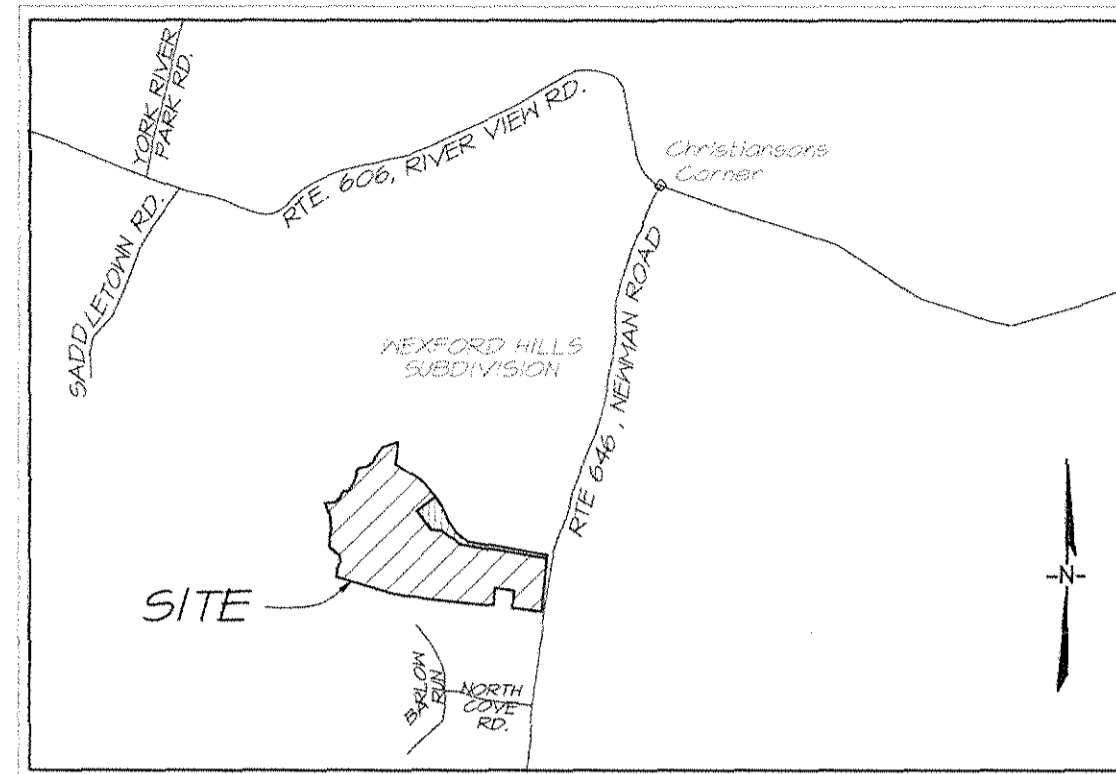 YORK RIVER
PARK RD.
RTE. 606, RIVER VIEW RD.
Christiansons
Corner
SADDLETOWN RD.
WEXFORD HILLS
SUBDIVISION
RTE 646, NEWMAN ROAD
SITE
N
BARLOW
RUN
NORTH
COVE
RD.